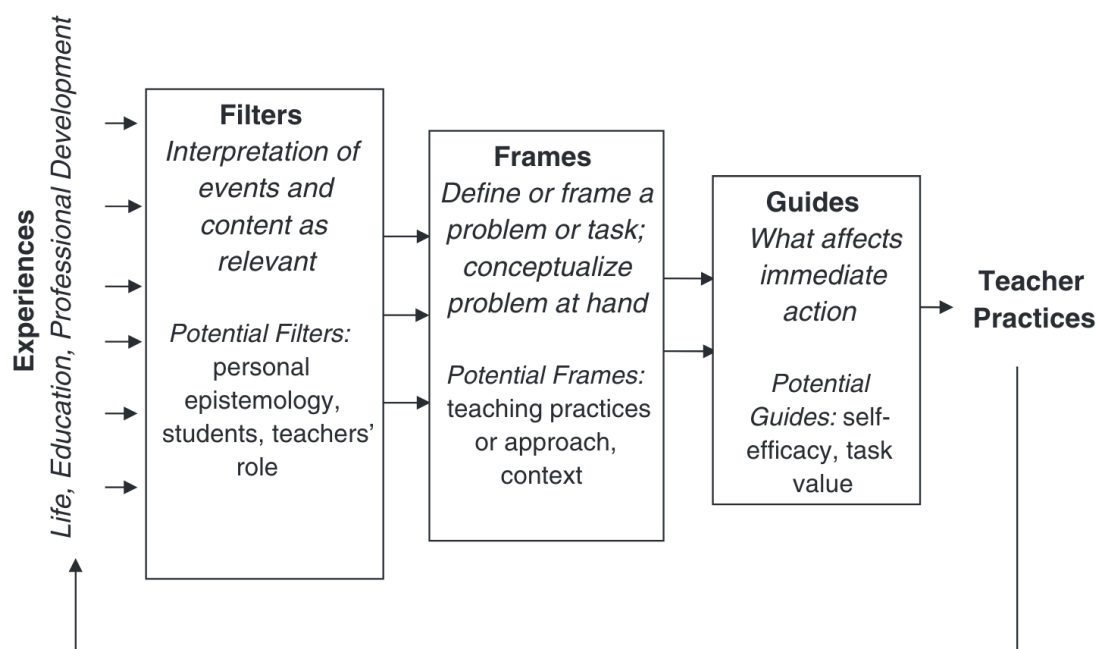 Experiences
Life, Education, Professional Development
Filters
Interpretation of
events and
content as
relevant
Potential Filters:
personal
epistemology,
students, teachers’
role
Frames
Define or frame a
problem or task;
conceptualize
problem at hand
Potential Frames:
teaching practices
or approach,
context
Guides
What affects
immediate
action
Potential
Guides: self-
efficacy, task
value
Teacher
Practices